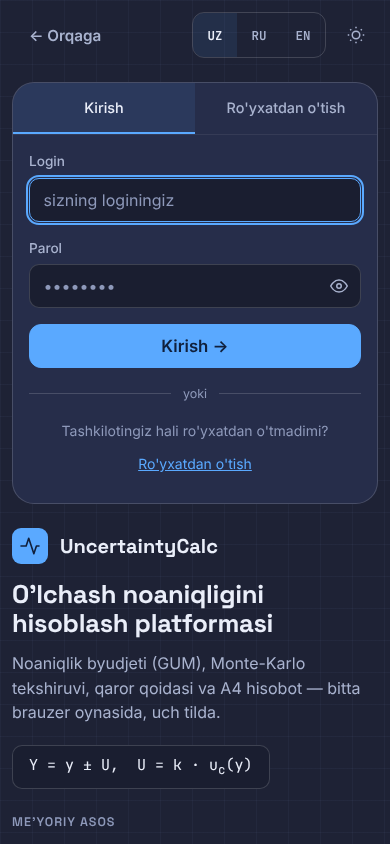 ← Orqaga
UZ RU EN
Kirish Ro'yxatdan o'tish
Login
sizning loginingiz
Parol
••••••••
Kirish →
yoki
Tashkilotingiz hali ro'yxatdan o'tmadimi?
Ro'yxatdan o'tish
UncertaintyCalc
O'lchash noaniqligini
hisoblash platformasi
Noaniqlik byudjeti (GUM), Monte-Karlo
tekshiruvi, qaror qoidasi va A4 hisobot — bitta
brauzer oynasida, uch tilda.
Y = y ± U, U = k · u_c(y)
ME'YORIY ASOS